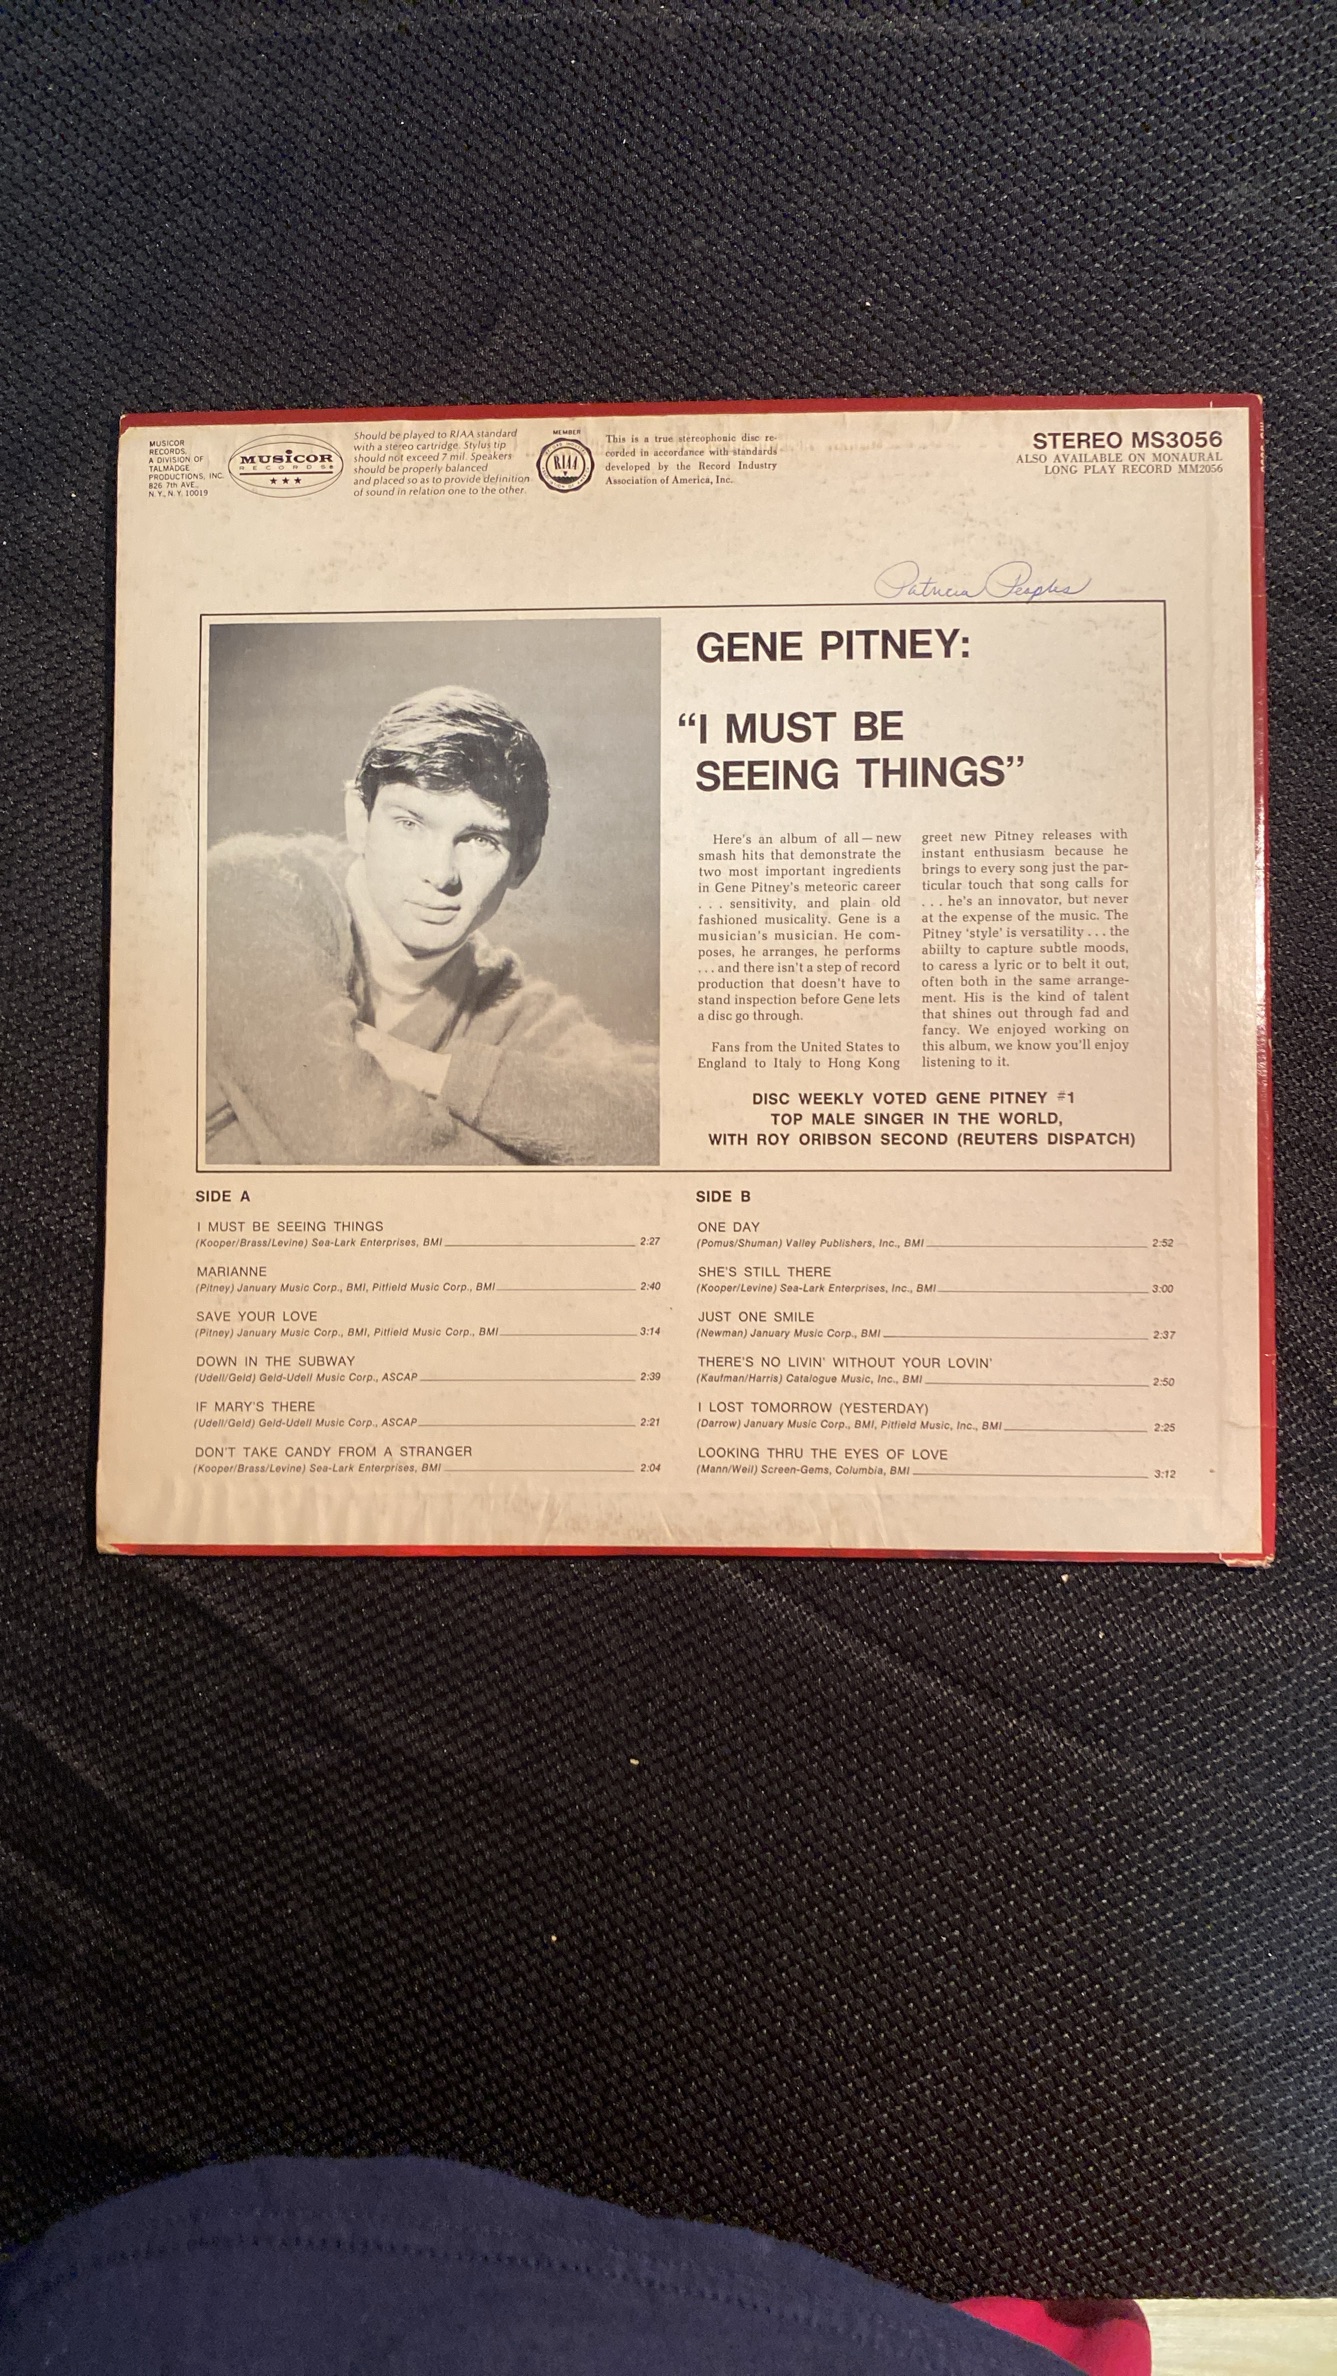 MUSICOR
RECORDS,
A DIVISION OF
TALMADGE
PRODUCTIONS, INC.
826 7th AVE.,
N.Y., N.Y. 10019
MUSICOR
RECORDS®
Should be played to RIAA standard
with a stereo cartridge. Stylus tip
should not exceed 7 mil. Speakers
should be properly balanced
and placed so as to provide definition
of sound in relation one to the other.
MEMBER
RIAA
This is a true stereophonic disc re-
corded in accordance with standards
developed by the Record Industry
Association of America, Inc.
STEREO MS3056
ALSO AVAILABLE ON MONAURAL
LONG PLAY RECORD MM2056
Patricia Peoples
GENE PITNEY:
“I MUST BE
SEEING THINGS”
Here's an album of all — new
smash hits that demonstrate the
two most important ingredients
in Gene Pitney's meteoric career
. . . sensitivity, and plain old
fashioned musicality. Gene is a
musician's musician. He com-
poses, he arranges, he performs
. . . and there isn't a step of record
production that doesn't have to
stand inspection before Gene lets
a disc go through.
Fans from the United States to
England to Italy to Hong Kong
greet new Pitney releases with
instant enthusiasm because he
brings to every song just the par-
ticular touch that song calls for
. . . he's an innovator, but never
at the expense of the music. The
Pitney ‘style’ is versatility . . . the
abiilty to capture subtle moods,
to caress a lyric or to belt it out,
often both in the same arrange-
ment. His is the kind of talent
that shines out through fad and
fancy. We enjoyed working on
this album, we know you'll enjoy
listening to it.
DISC WEEKLY VOTED GENE PITNEY #1
TOP MALE SINGER IN THE WORLD,
WITH ROY ORIBSON SECOND (REUTERS DISPATCH)
SIDE A
I MUST BE SEEING THINGS
(Kooper/Brass/Levine) Sea-Lark Enterprises, BMI 2:27
MARIANNE
(Pitney) January Music Corp., BMI, Pitfield Music Corp., BMI 2:40
SAVE YOUR LOVE
(Pitney) January Music Corp., BMI, Pitfield Music Corp., BMI 3:14
DOWN IN THE SUBWAY
(Udell/Geld) Geld-Udell Music Corp., ASCAP 2:39
IF MARY'S THERE
(Udell/Geld) Geld-Udell Music Corp., ASCAP 2:21
DON'T TAKE CANDY FROM A STRANGER
(Kooper/Brass/Levine) Sea-Lark Enterprises, BMI 2:04
SIDE B
ONE DAY
(Pomus/Shuman) Valley Publishers, Inc., BMI 2:52
SHE'S STILL THERE
(Kooper/Levine) Sea-Lark Enterprises, Inc., BMI 3:00
JUST ONE SMILE
(Newman) January Music Corp., BMI 2:37
THERE'S NO LIVIN' WITHOUT YOUR LOVIN'
(Kaufman/Harris) Catalogue Music, Inc., BMI 2:50
I LOST TOMORROW (YESTERDAY)
(Darrow) January Music Corp., BMI, Pitfield Music, Inc., BMI 2:25
LOOKING THRU THE EYES OF LOVE
(Mann/Weil) Screen-Gems, Columbia, BMI 3:12